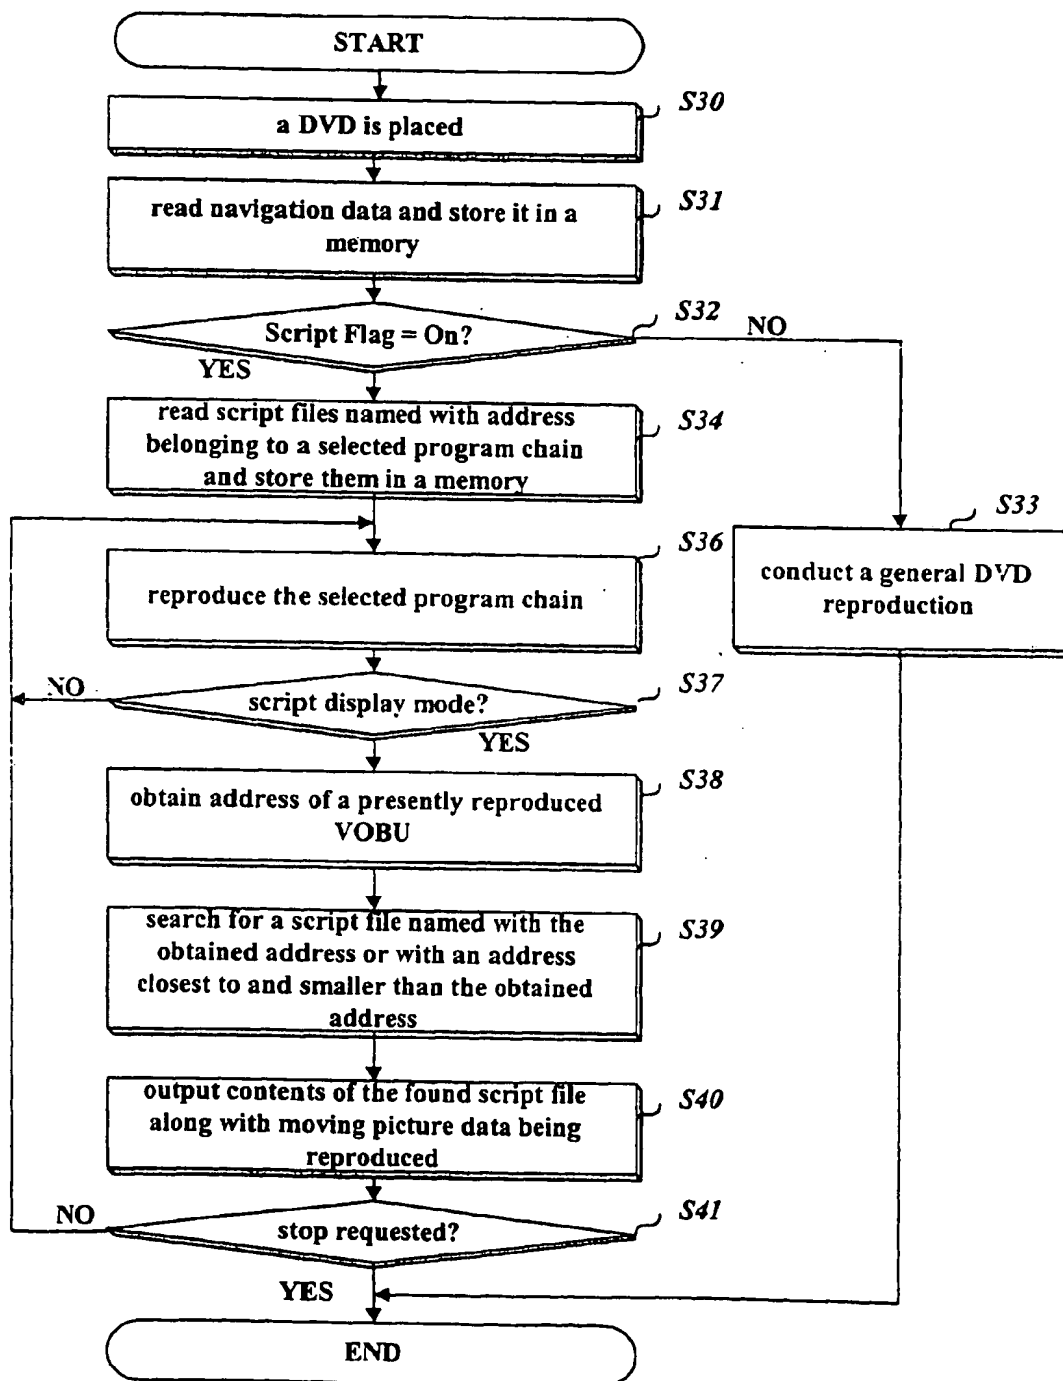 START
a DVD is placed
S30
read navigation data and store it in a
memory
S31
Script Flag = On?
S32
NO
YES
read script files named with address
belonging to a selected program chain
and store them in a memory
S34
S33
conduct a general DVD
reproduction
reproduce the selected program chain
S36
script display mode?
S37
NO
YES
obtain address of a presently reproduced
VOBU
S38
search for a script file named with the
obtained address or with an address
closest to and smaller than the obtained
address
S39
output contents of the found script file
along with moving picture data being
reproduced
S40
stop requested?
S41
NO
YES
END